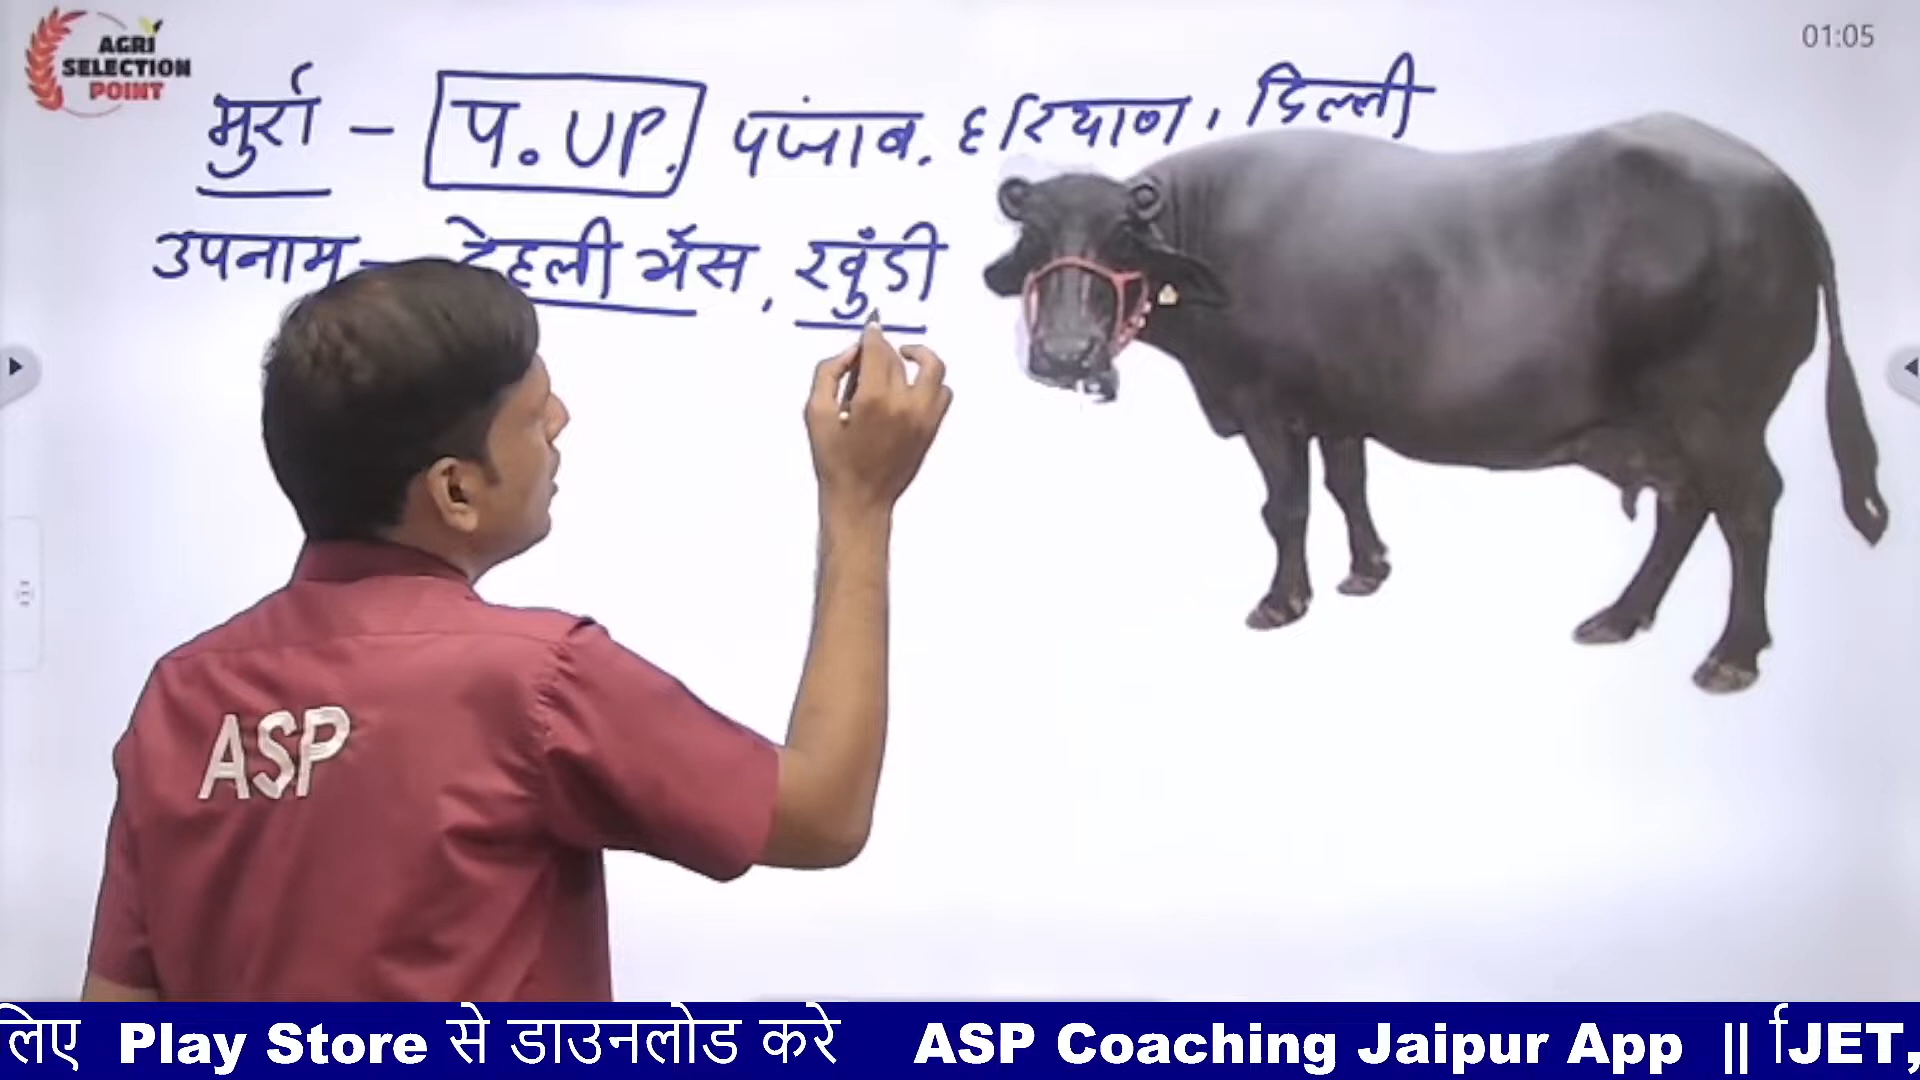 AGRI
SELECTION
POINT
01:05
मुर्रा - प. UP. पंजाब, हरियाणा, दिल्ली
उपनाम - देहली भैंस, खुंडी
ASP
लिए Play Store से डाउनलोड करे ASP Coaching Jaipur App || JET,